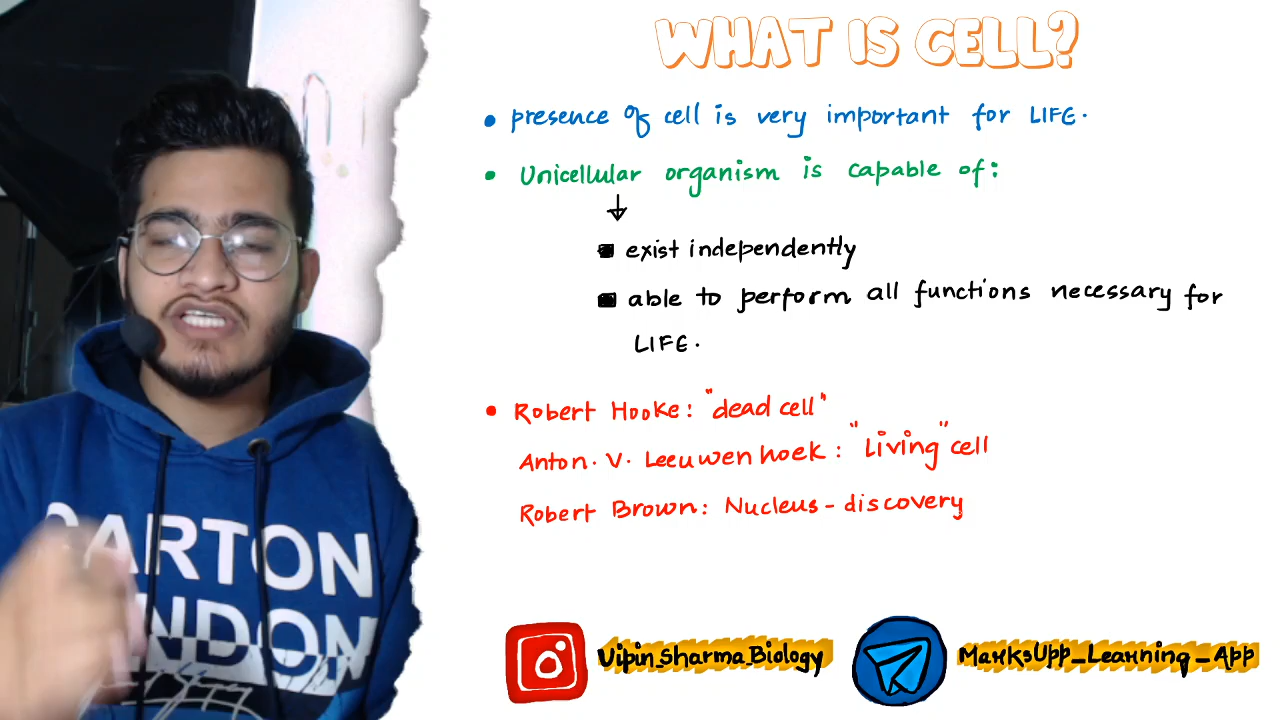 WHAT IS CELL?
• presence of cell is very important for LIFE.
• Unicellular organism is capable of:
exist independently
able to perform all functions necessary for
LIFE.
• Robert Hooke: "dead cell"
Anton. V. Leeuwenhoek: "Living" cell
Robert Brown: Nucleus - discovery
CARTON
LONDON
Vipin_Sharma_Biology
MarksUpp_Learning_App